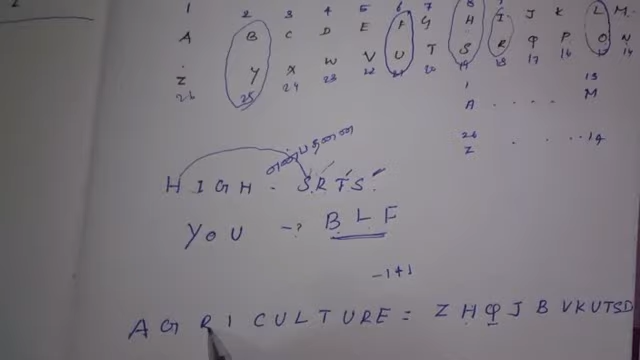 1 2 3 4 5 6 7 8 9 10 11 12 13
A B C D E F G H I J K L M
Z Y X W V U T S R Q P O N
26 25 24 23 22 21 20 19 18 17 16 15 14
1 13
A . . . . M
26 14
Z . . . .
என்பதனை
HIGH - SRTS
YOU - ? BLF
-1+1
AGRICULTURE = ZHQJBVKUTSD